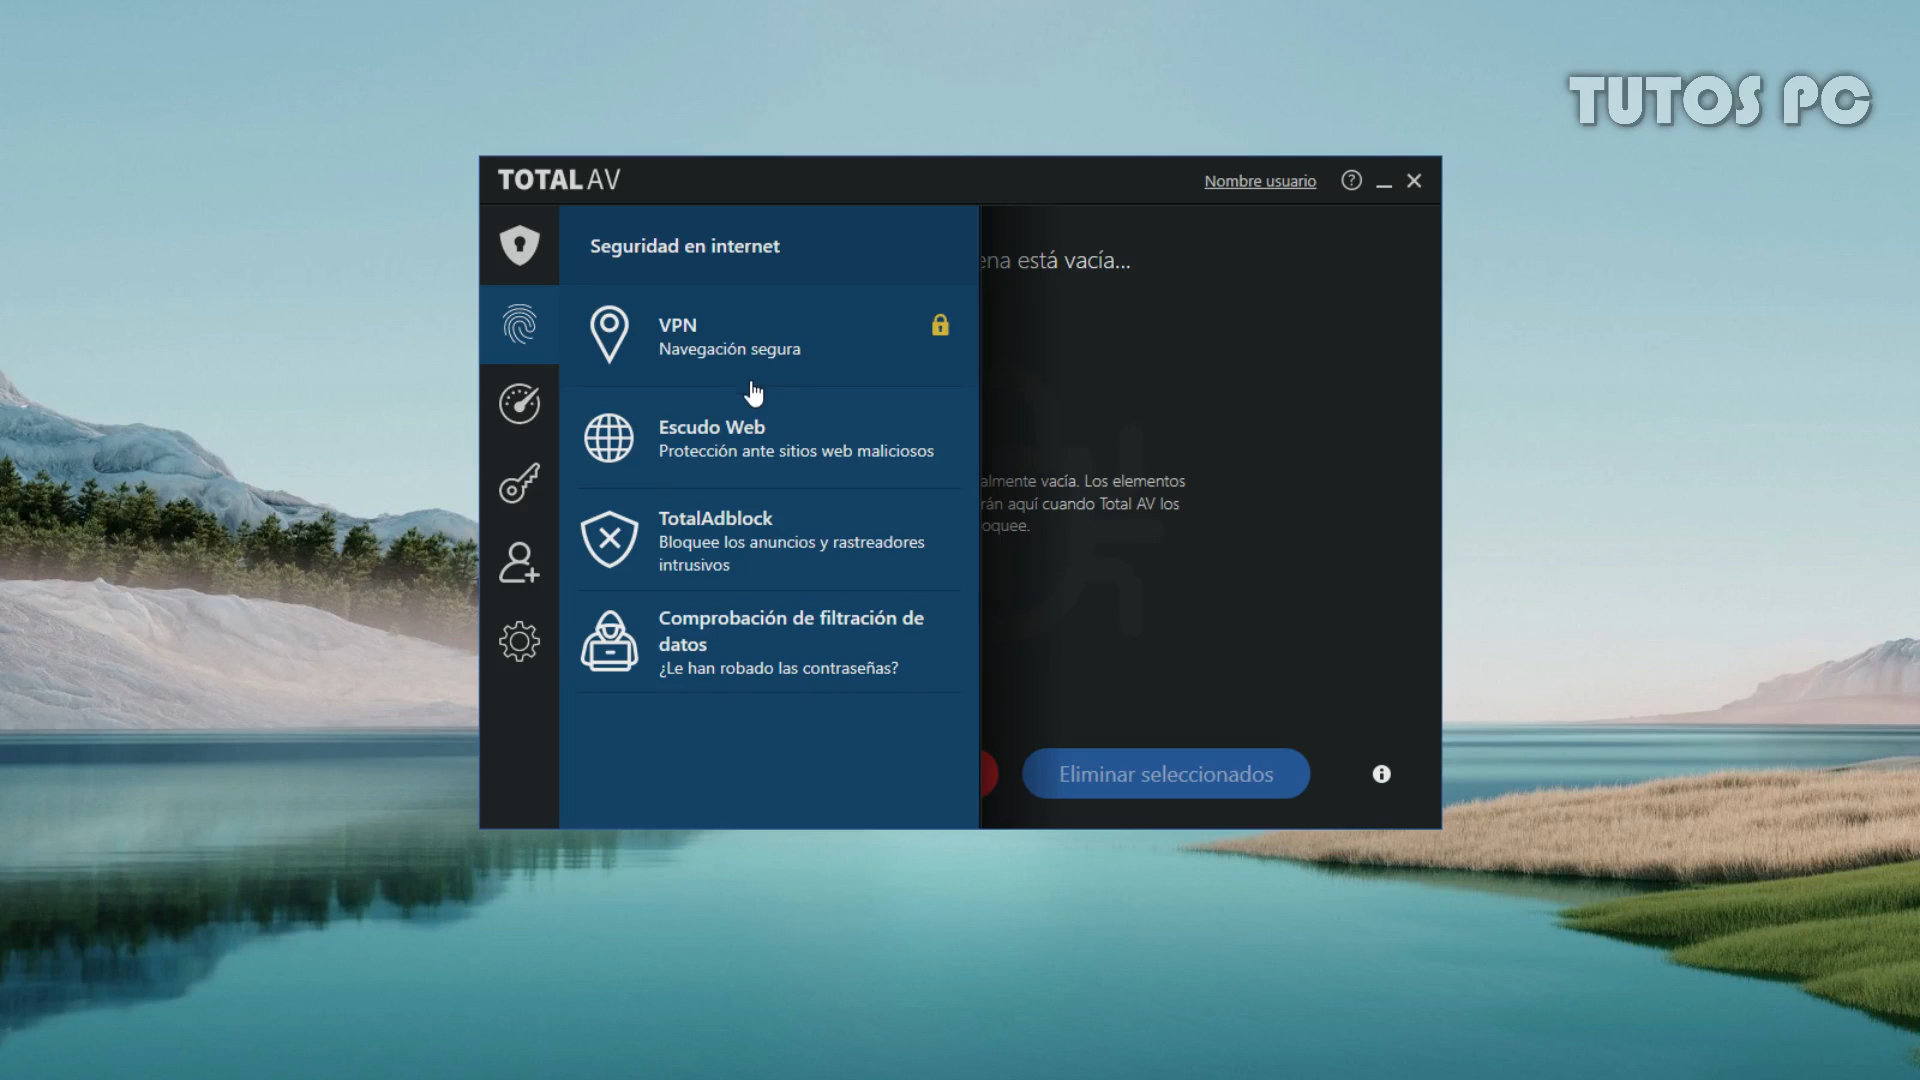 TUTOS PC
TOTAL AV
Nombre usuario
Seguridad en internet
ena está vacía...
VPN
Navegación segura
Escudo Web
Protección ante sitios web maliciosos
almente vacía. Los elementos
rán aquí cuando Total AV los
oquee.
TotalAdblock
Bloquee los anuncios y rastreadores
intrusivos
Comprobación de filtración de
datos
¿Le han robado las contraseñas?
Eliminar seleccionados